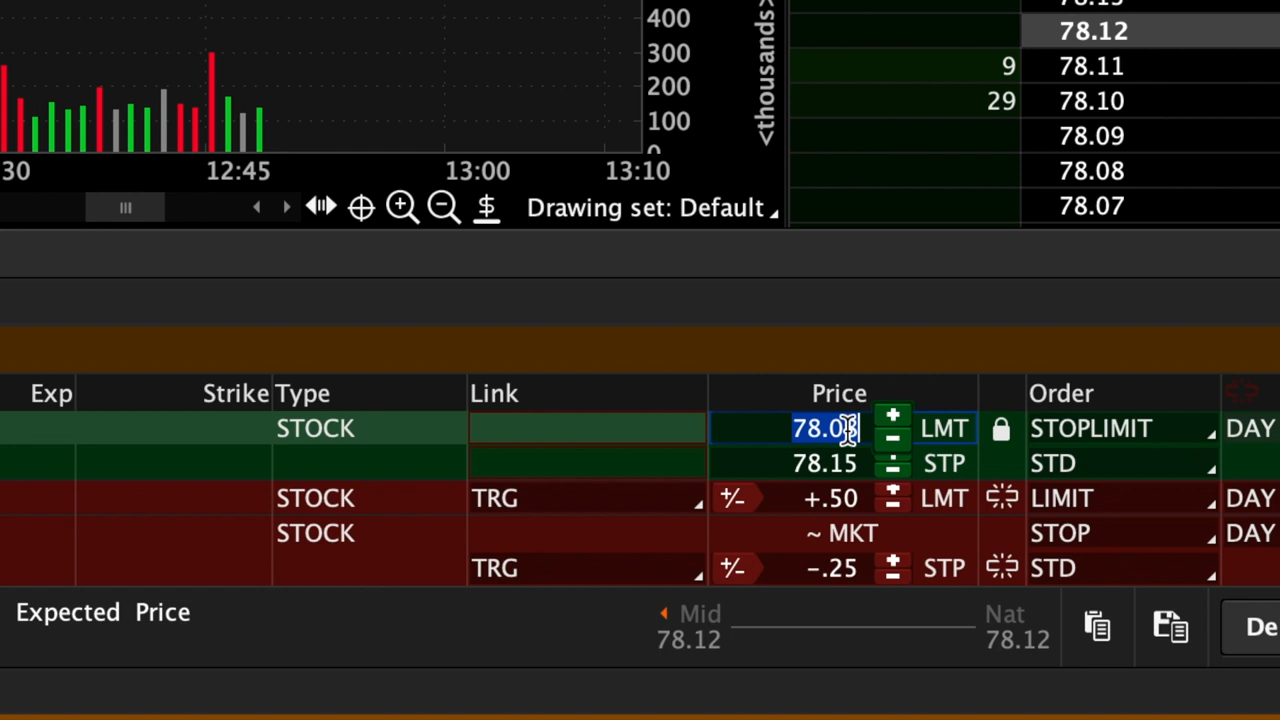 400
300
200
100
<thousands>
30 12:45 13:00 13:10
Drawing set: Default
78.12
9 78.11
29 78.10
78.09
78.08
78.07
Exp Strike Type Link Price Order
STOCK LMT STOPLIMIT DAY
78.15 STP STD
STOCK TRG +/- +.50 LMT LIMIT DAY
STOCK ~ MKT STOP DAY
TRG +/- -.25 STP STD
Expected Price Mid Nat
78.12 78.12
De